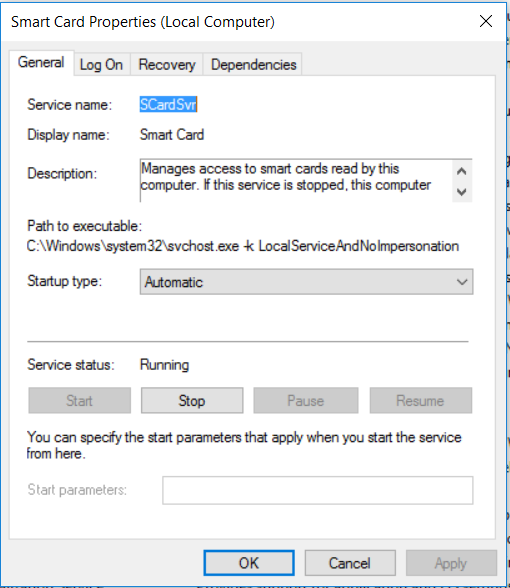 Smart Card Properties (Local Computer)
General Log On Recovery Dependencies
Service name: SCardSvr
Display name: Smart Card
Description: Manages access to smart cards read by this
computer. If this service is stopped, this computer
Path to executable:
C:\Windows\system32\svchost.exe -k LocalServiceAndNoImpersonation
Startup type: Automatic
Service status: Running
Start Stop Pause Resume
You can specify the start parameters that apply when you start the service
from here.
Start parameters:
OK Cancel Apply